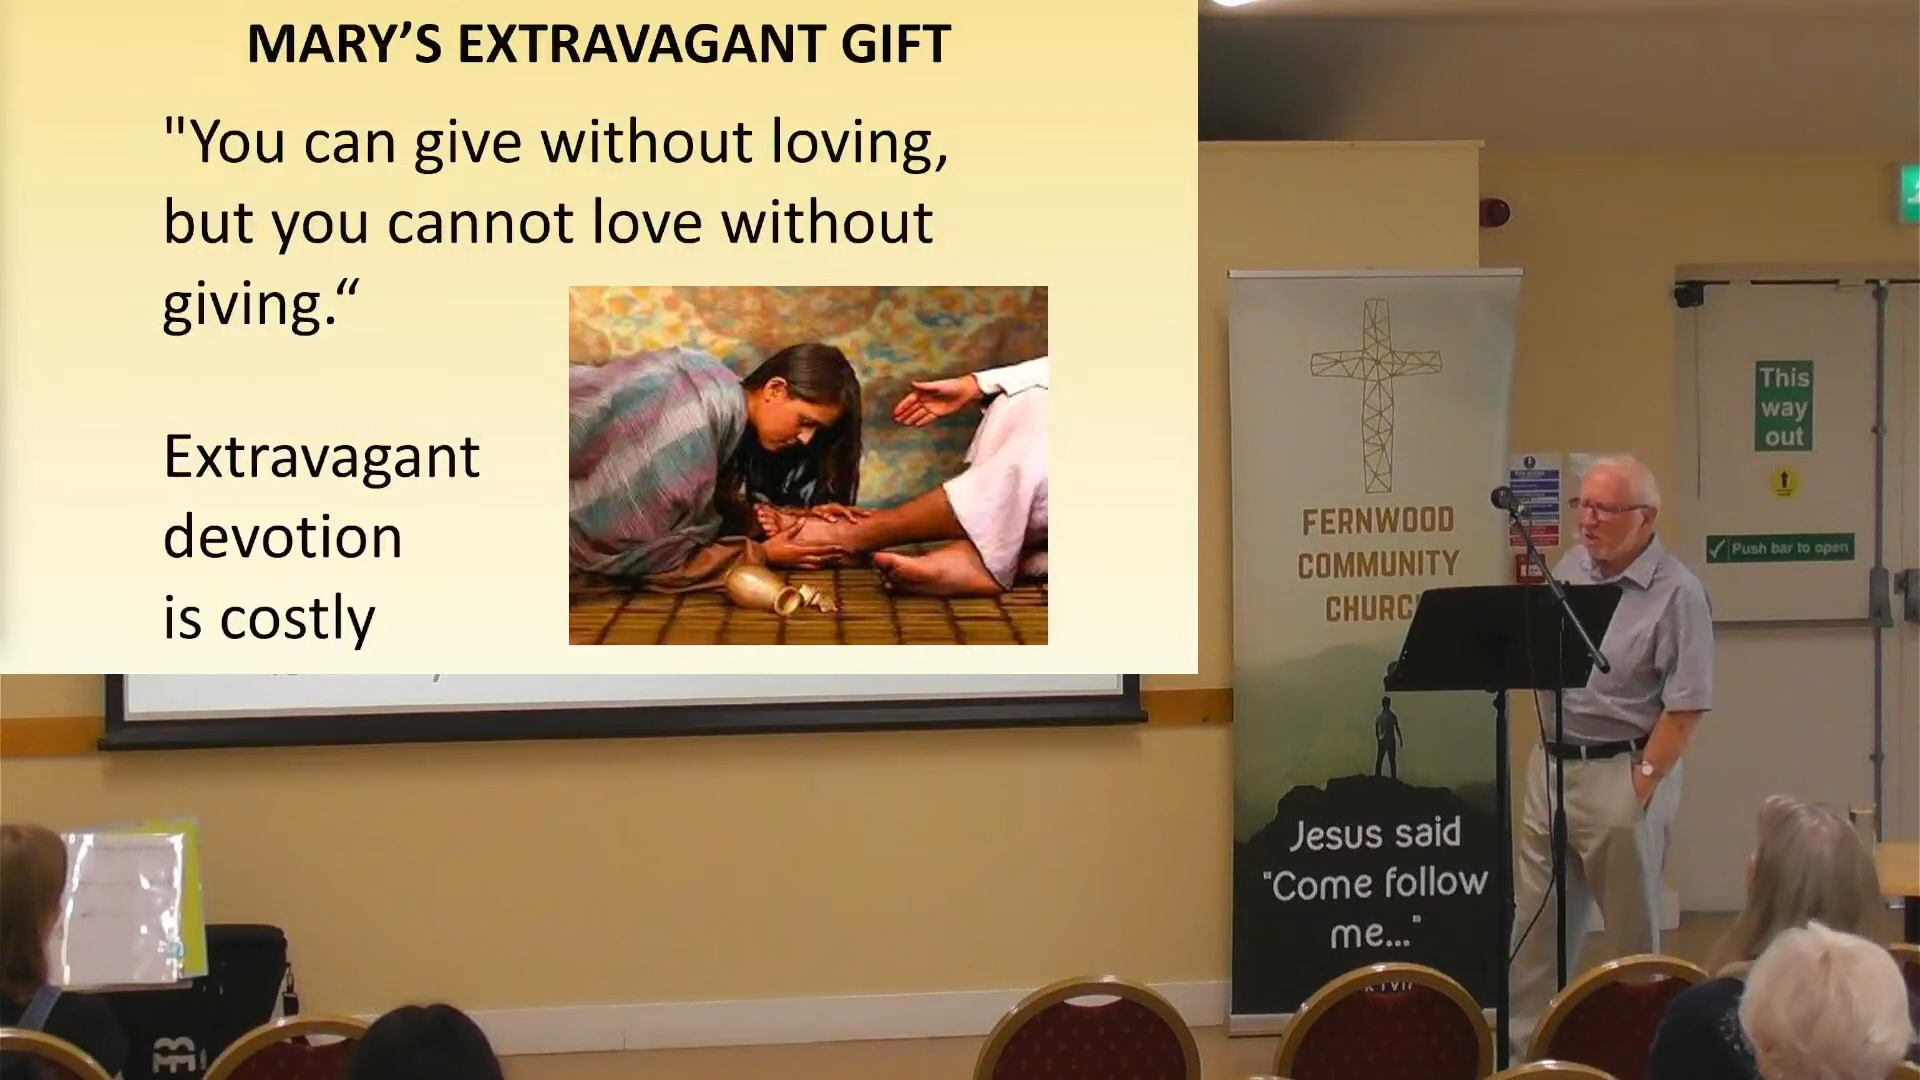 MARY’S EXTRAVAGANT GIFT
"You can give without loving,
but you cannot love without
giving.“
Extravagant
devotion
is costly
FERNWOOD
COMMUNITY
CHURC
Jesus said
"Come follow
me..."
This
way
out
Push bar to open